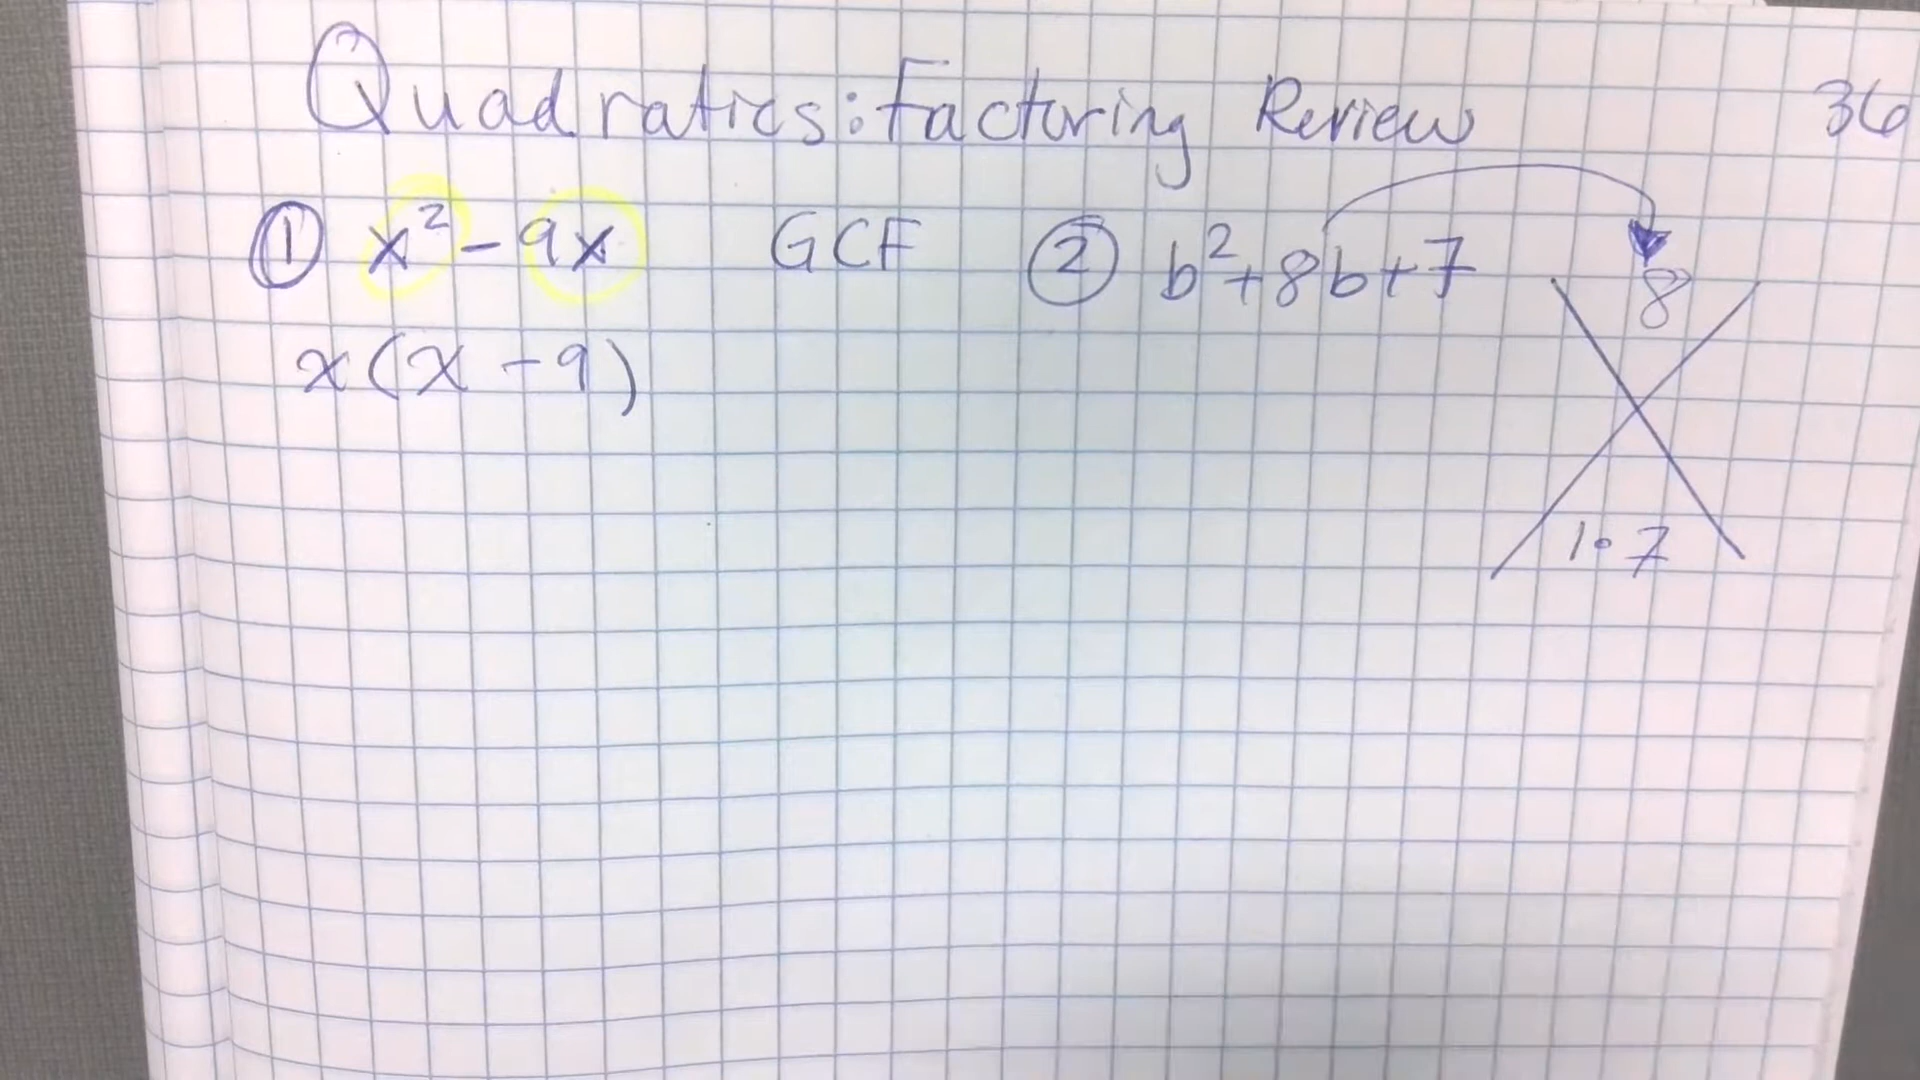 Quadratics: Factoring Review 36
① x² - 9x GCF
x(x - 9)
② b² + 8b + 7
8
1 • 7